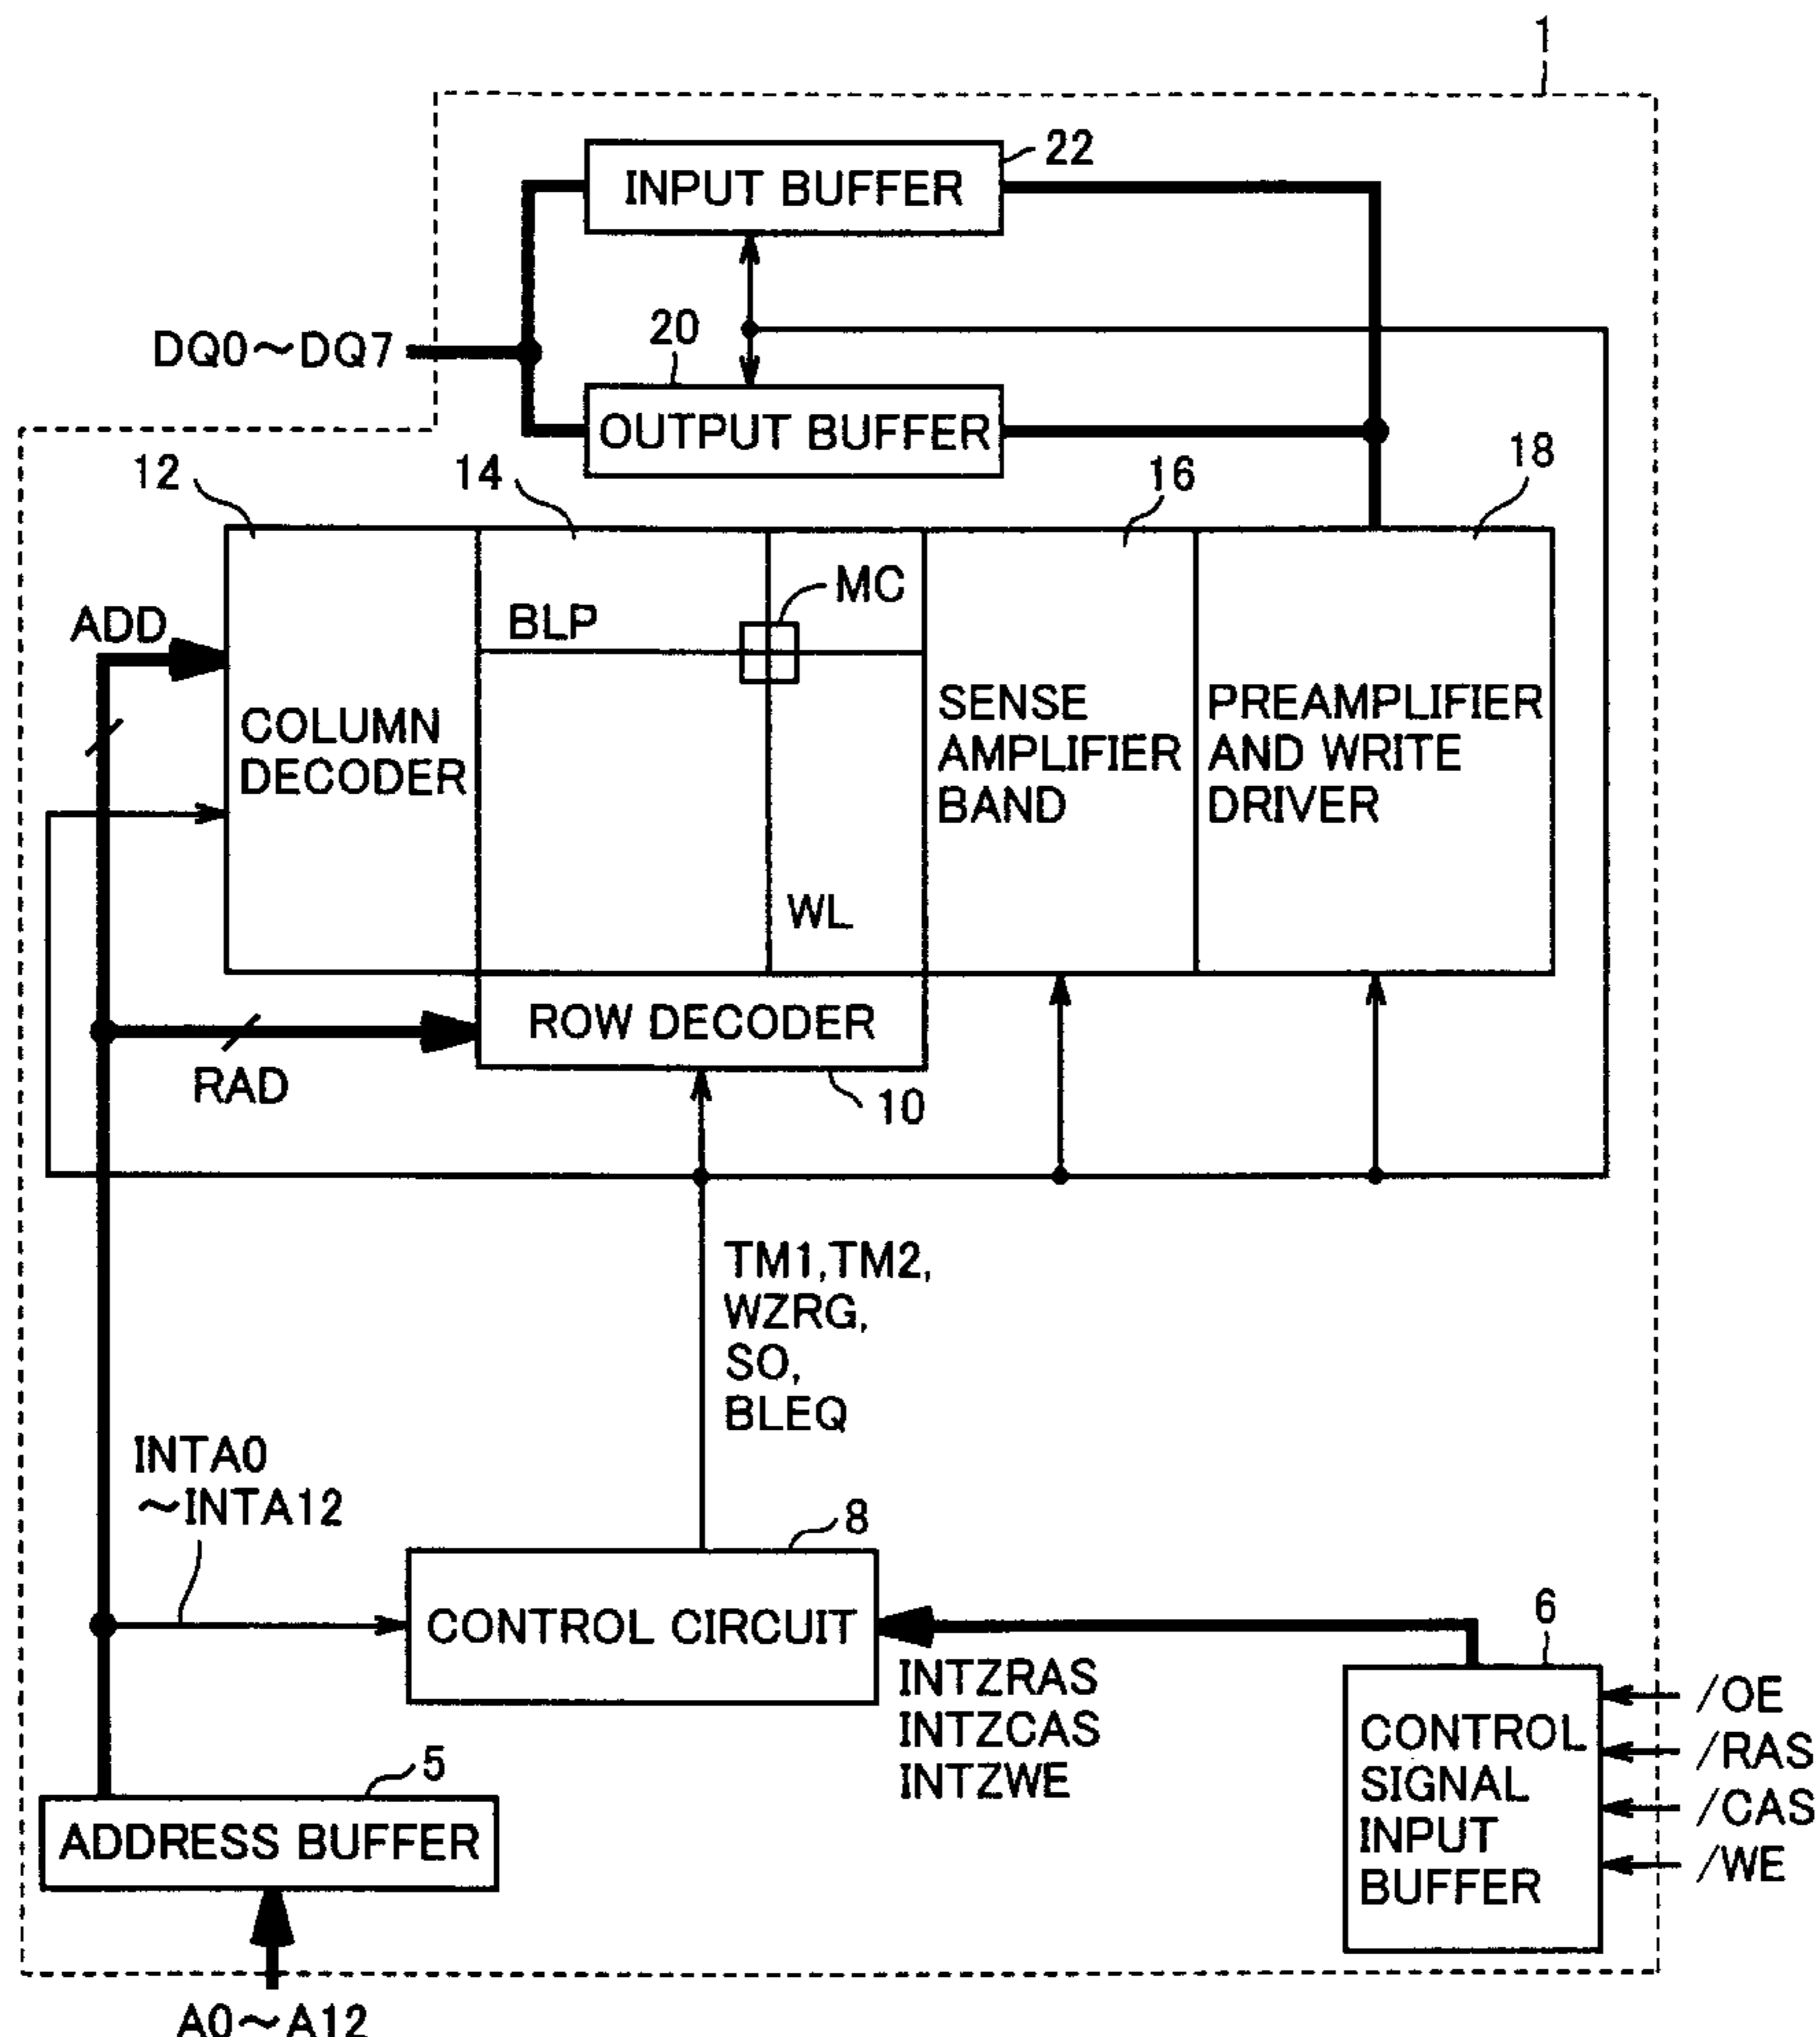 1
INPUT BUFFER
22
20
DQ0～DQ7
OUTPUT BUFFER
12
14
16
18
MC
ADD
BLP
COLUMN
DECODER
SENSE
AMPLIFIER
BAND
PREAMPLIFIER
AND WRITE
DRIVER
WL
ROW DECODER
RAD
10
TM1,TM2,
WZRG,
SO,
BLEQ
INTA0
～INTA12
8
CONTROL CIRCUIT
6
INTZRAS
INTZCAS
INTZWE
CONTROL
SIGNAL
INPUT
BUFFER
/OE
/RAS
/CAS
/WE
5
ADDRESS BUFFER
A0～A12